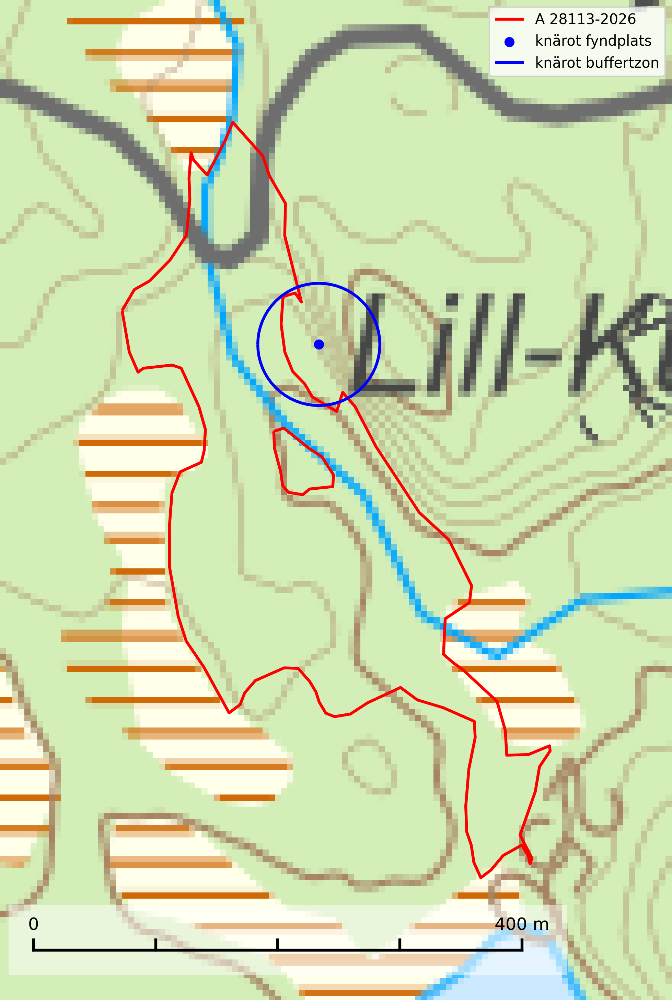 A 28113-2026
knärot fyndplats
knärot buffertzon
Lill-K
0
400 m